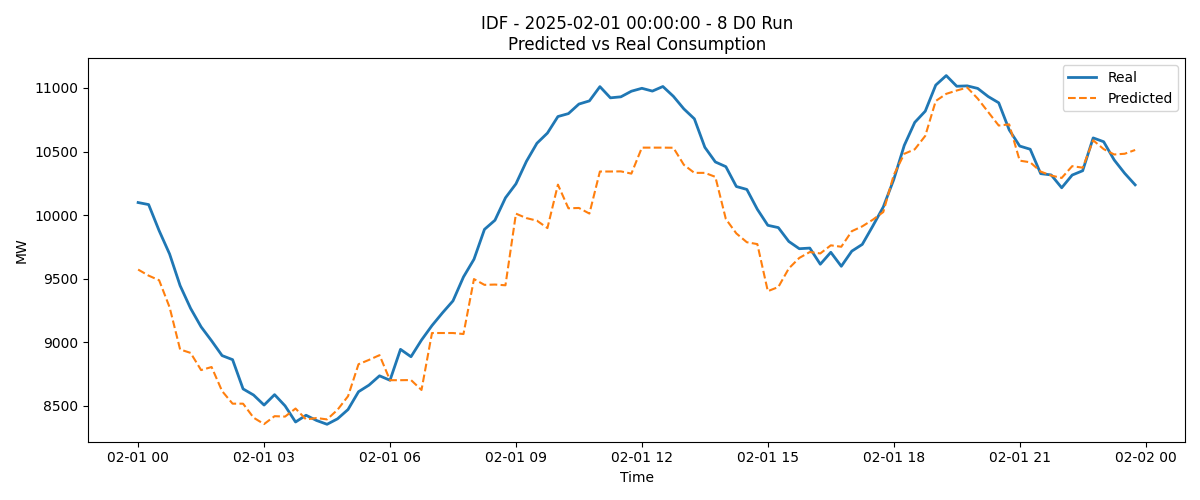 IDF - 2025-02-01 00:00:00 - 8 D0 Run
Predicted vs Real Consumption
Real
Predicted
11000
10500
10000
9500
9000
8500
MW
02-01 00
02-01 03
02-01 06
02-01 09
02-01 12
02-01 15
02-01 18
02-01 21
02-02 00
Time